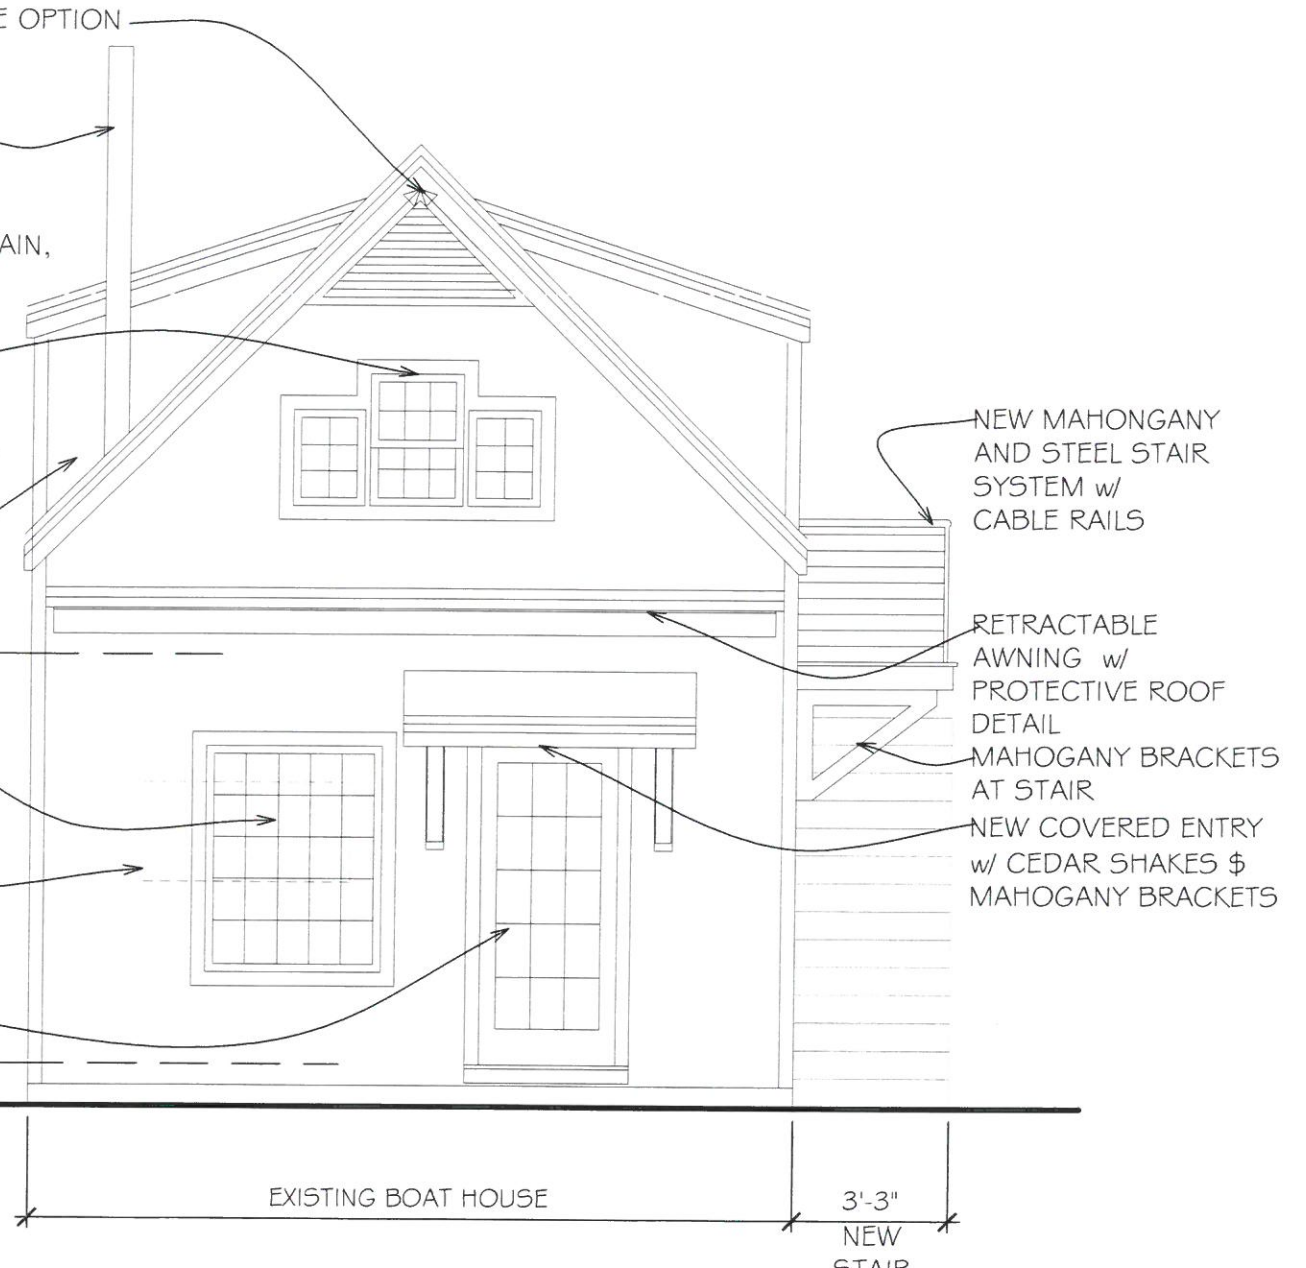 E OPTION
AIN,
NEW MAHONGANY
AND STEEL STAIR
SYSTEM w/
CABLE RAILS
RETRACTABLE
AWNING w/
PROTECTIVE ROOF
DETAIL
MAHOGANY BRACKETS
AT STAIR
NEW COVERED ENTRY
w/ CEDAR SHAKES $
MAHOGANY BRACKETS
EXISTING BOAT HOUSE
3'-3"
NEW
STAIR